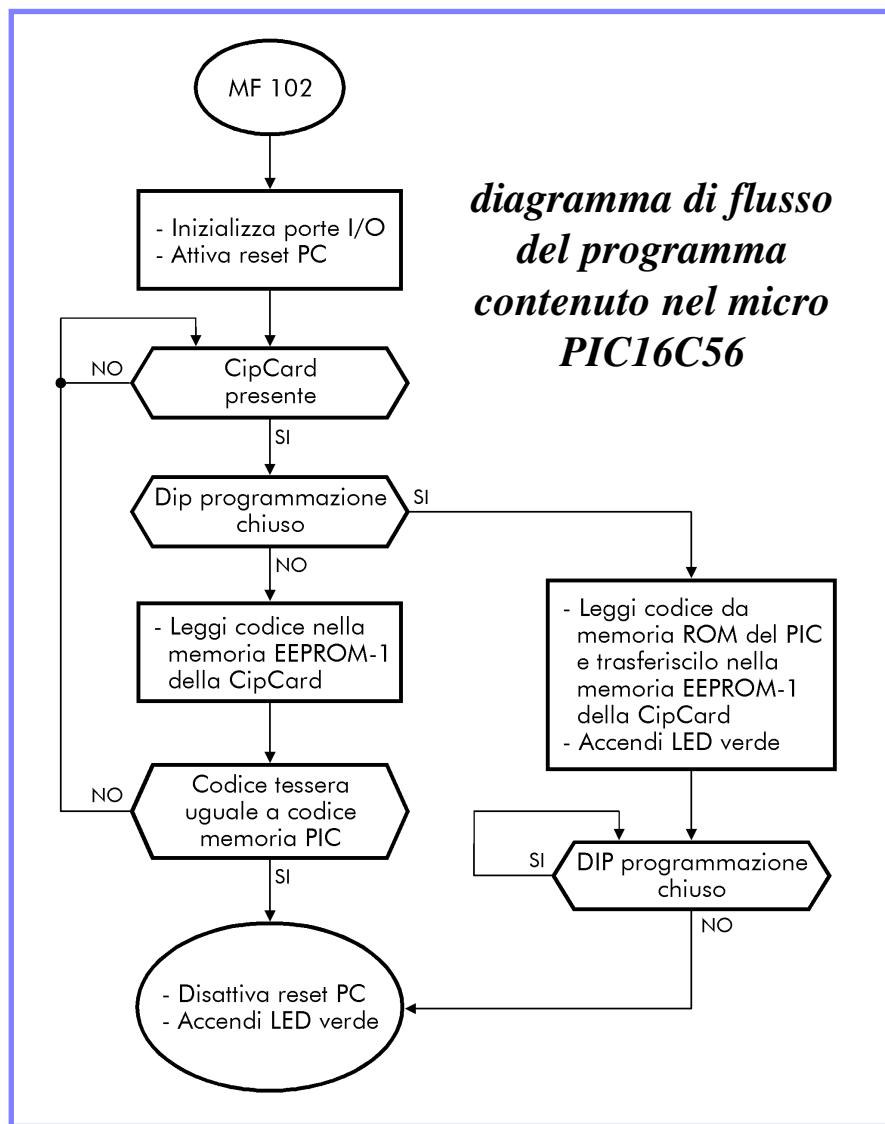 MF 102
diagramma di flusso
del programma
contenuto nel micro
PIC16C56
- Inizializza porte I/O
- Attiva reset PC
CipCard
presente
NO
SI
Dip programmazione
chiuso
SI
NO
- Leggi codice nella
memoria EEPROM-1
della CipCard
- Leggi codice da
memoria ROM del PIC
e trasferiscilo nella
memoria EEPROM-1
della CipCard
- Accendi LED verde
Codice tessera
uguale a codice
memoria PIC
NO
SI
DIP programmazione
chiuso
SI
NO
- Disattiva reset PC
- Accendi LED verde